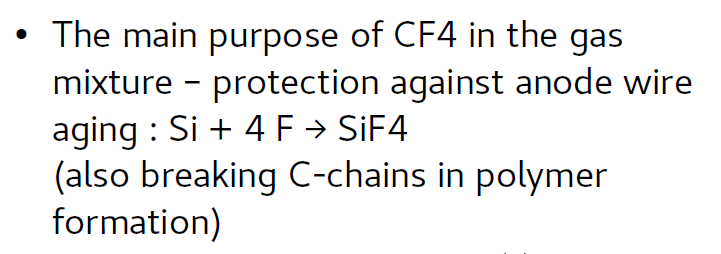 • The main purpose of CF4 in the gas
mixture – protection against anode wire
aging : Si + 4 F → SiF4
(also breaking C-chains in polymer
formation)